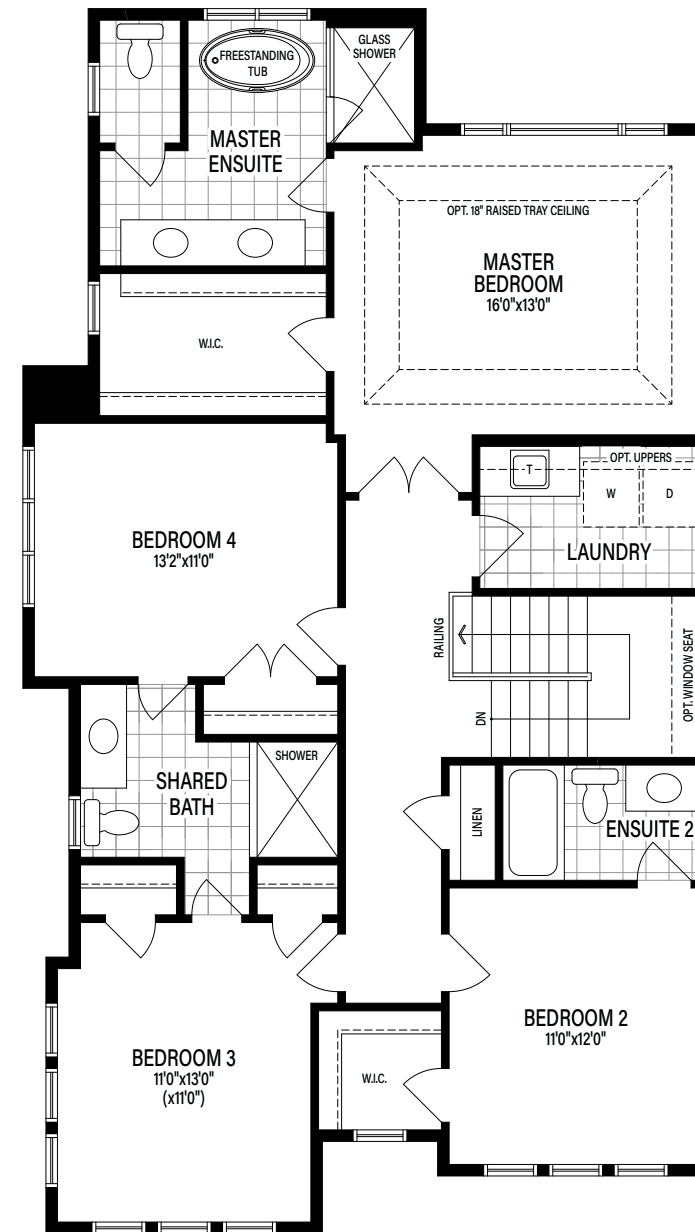 FREESTANDING
TUB
GLASS
SHOWER
MASTER
ENSUITE
OPT. 18" RAISED TRAY CEILING
MASTER
BEDROOM
16'0"x13'0"
W.I.C.
OPT. UPPERS
T
W
D
LAUNDRY
BEDROOM 4
13'2"x11'0"
RAILING
OPT. WINDOW SEAT
DN
SHOWER
SHARED
BATH
LINEN
ENSUITE 2
BEDROOM 2
11'0"x12'0"
BEDROOM 3
11'0"x13'0"
(x11'0")
W.I.C.